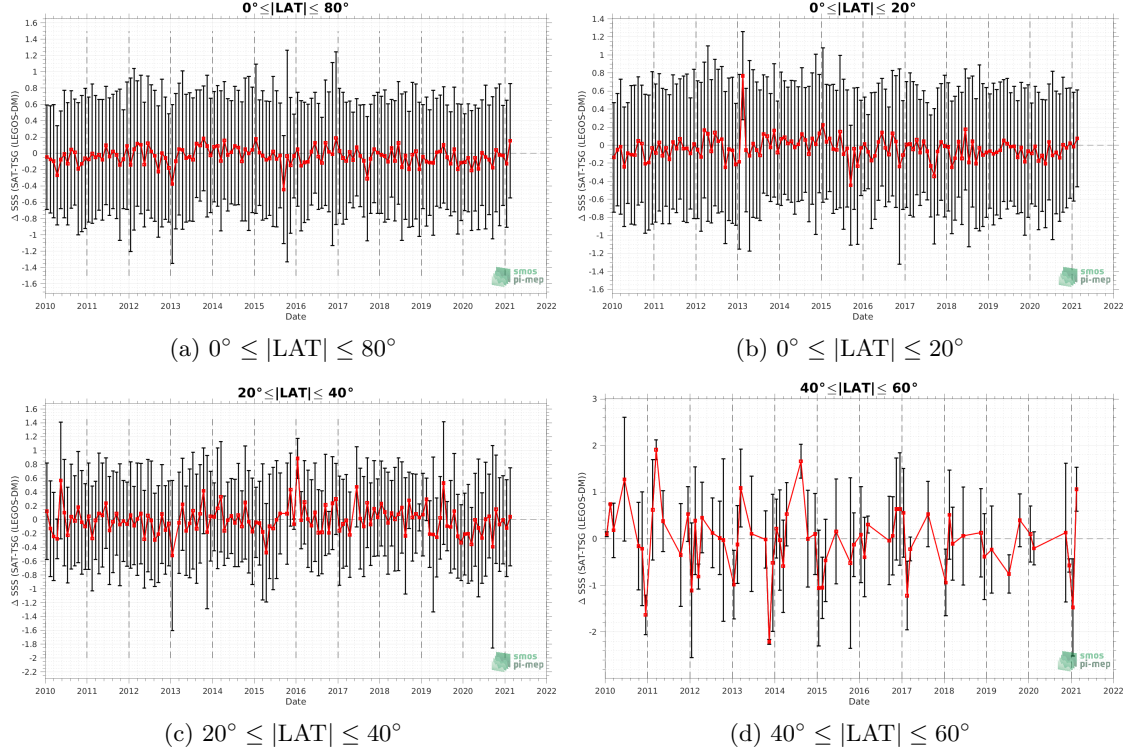 0°≤|LAT|≤ 80°
Δ SSS (SAT-TSG (LEGOS-DM))
1.6
1.4
1.2
1
0.8
0.6
0.4
0.2
0
-0.2
-0.4
-0.6
-0.8
-1
-1.2
-1.4
-1.6
2010 2011 2012 2013 2014 2015 2016 2017 2018 2019 2020 2021 2022
Date
smos
pi-mep
(a) 0° ≤ |LAT| ≤ 80°
0°≤|LAT|≤ 20°
Δ SSS (SAT-TSG (LEGOS-DM))
1.4
1.2
1
0.8
0.6
0.4
0.2
0
-0.2
-0.4
-0.6
-0.8
-1
-1.2
-1.4
-1.6
2010 2011 2012 2013 2014 2015 2016 2017 2018 2019 2020 2021 2022
Date
smos
pi-mep
(b) 0° ≤ |LAT| ≤ 20°
20°≤|LAT|≤ 40°
Δ SSS (SAT-TSG (LEGOS-DM))
1.6
1.4
1.2
1
0.8
0.6
0.4
0.2
0
-0.2
-0.4
-0.6
-0.8
-1
-1.2
-1.4
-1.6
-1.8
-2
-2.2
2010 2011 2012 2013 2014 2015 2016 2017 2018 2019 2020 2021 2022
Date
smos
pi-mep
(c) 20° ≤ |LAT| ≤ 40°
40°≤|LAT|≤ 60°
Δ SSS (SAT-TSG (LEGOS-DM))
3
2
1
0
-1
-2
2010 2011 2012 2013 2014 2015 2016 2017 2018 2019 2020 2021 2022
Date
smos
pi-mep
(d) 40° ≤ |LAT| ≤ 60°